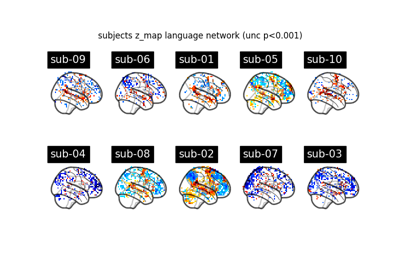 subjects z_map language network (unc p<0.001)
sub-09 sub-06 sub-01 sub-05 sub-10
sub-04 sub-08 sub-02 sub-07 sub-03